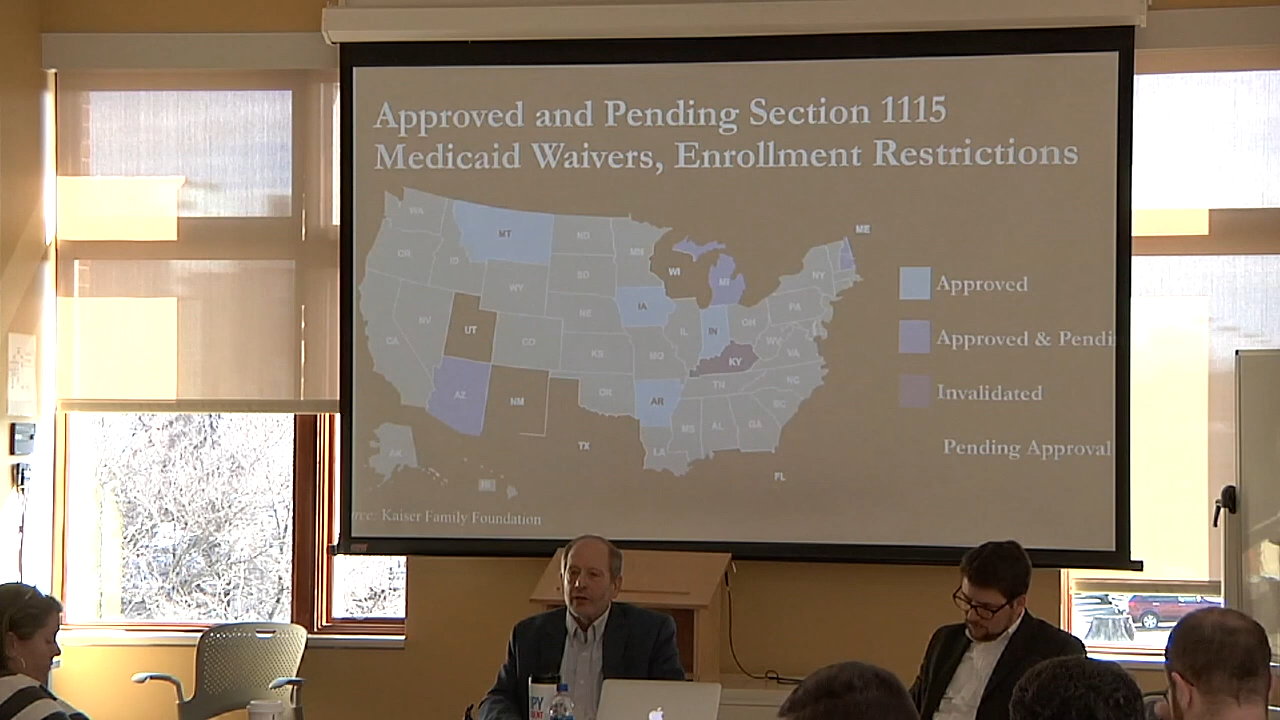 Approved and Pending Section 1115
Medicaid Waivers, Enrollment Restrictions
WA
MT
ND
MN
ME
OR
ID
SD
WI
MI
NY
WY
IA
NE
PA
NV
UT
CO
IL
IN
OH
CA
KS
MO
KY
WV
VA
AZ
NM
OK
AR
TN
NC
SC
MS
AL
GA
TX
LA
AK
HI
FL
Approved
Approved & Pendi
Invalidated
Pending Approval
rce: Kaiser Family Foundation
PY